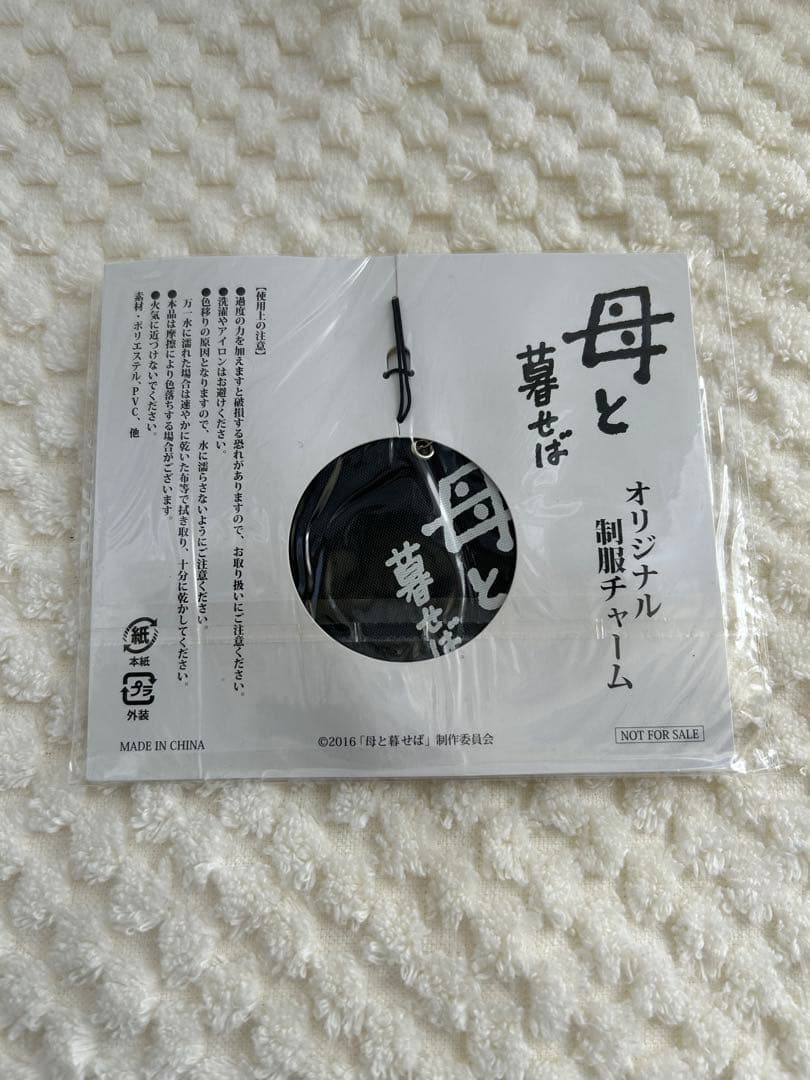 母と
暮せば
オリジナル
制服チャーム
母と
暮せば
【使用上の注意】
●過度の力を加えますと破損する恐れがありますので、お取り扱いにご注意ください。
●洗濯やアイロンはお避けください。
●色移りの原因となりますので、水に濡らさないようにご注意ください。
万一水に濡れた場合は速やかに乾いた布等で拭き取り、十分に乾かしてください。
●本品は摩擦により色落ちする場合がございます。
●火気に近づけないでください。
素材・ポリエステル、PVC、他
紙
本紙
プラ
外装
MADE IN CHINA
©2016「母と暮せば」制作委員会
NOT FOR SALE